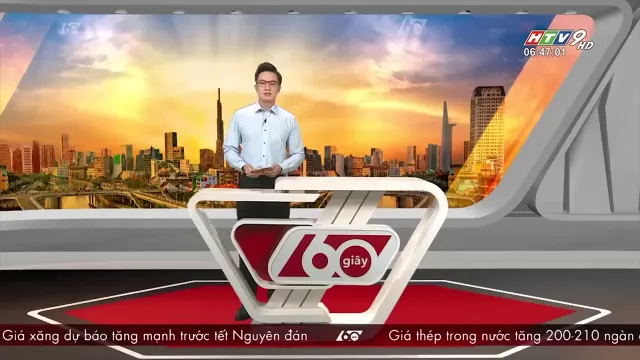 HTV9 HD
06:47:01
60 giây
Giá xăng dự báo tăng mạnh trước tết Nguyên đán 60 Giá thép trong nước tăng 200-210 ngàn